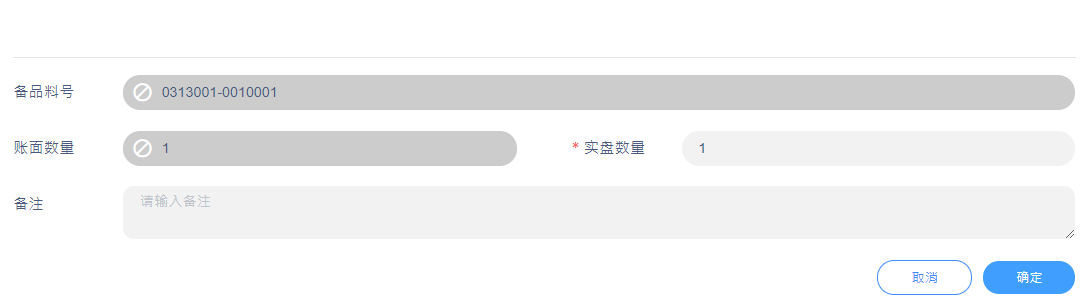 备品料号 0313001-0010001
账面数量 1 * 实盘数量 1
备注 请输入备注
取消 确定